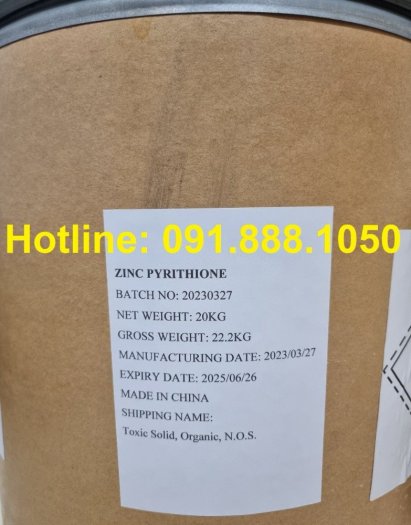 Hotline: 091.888.1050
ZINC PYRITHIONE
BATCH NO: 20230327
NET WEIGHT: 20KG
GROSS WEIGHT: 22.2KG
MANUFACTURING DATE: 2023/03/27
EXPIRY DATE: 2025/06/26
MADE IN CHINA
SHIPPING NAME:
Toxic Solid, Organic, N.O.S.